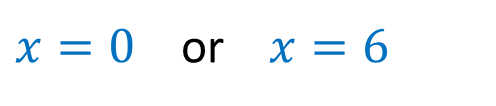 x = 0 or x = 6